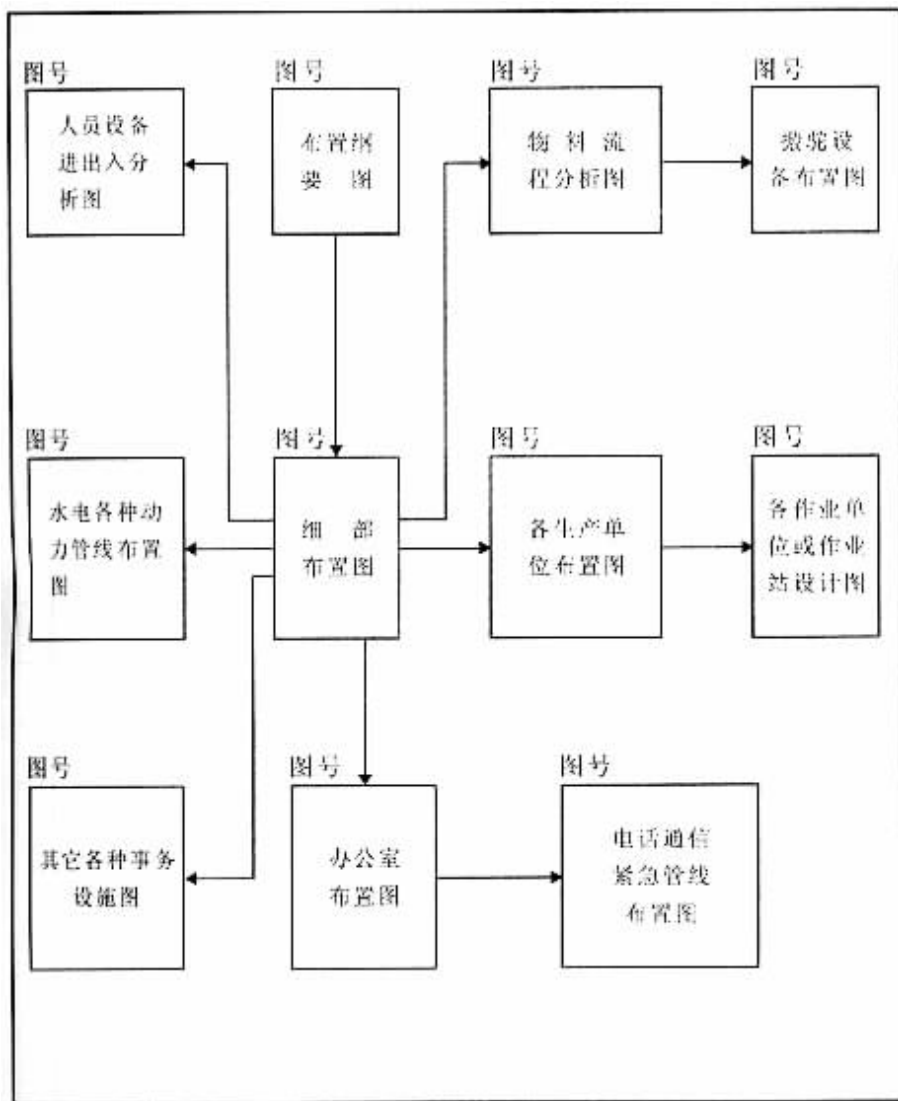 图号
人员设备
进出入分
析图
图号
布置纲
要 图
图号
物 料 流
程分析图
图号
搬驼设
备布置图
图号
水电各种动
力管线布置
图
图号
细 部
布置图
图号
各生产单
位布置图
图号
各作业单
位或作业
站设计图
图号
其它各种事务
设施图
图号
办公室
布置图
图号
电话通信
紧急管线
布置图